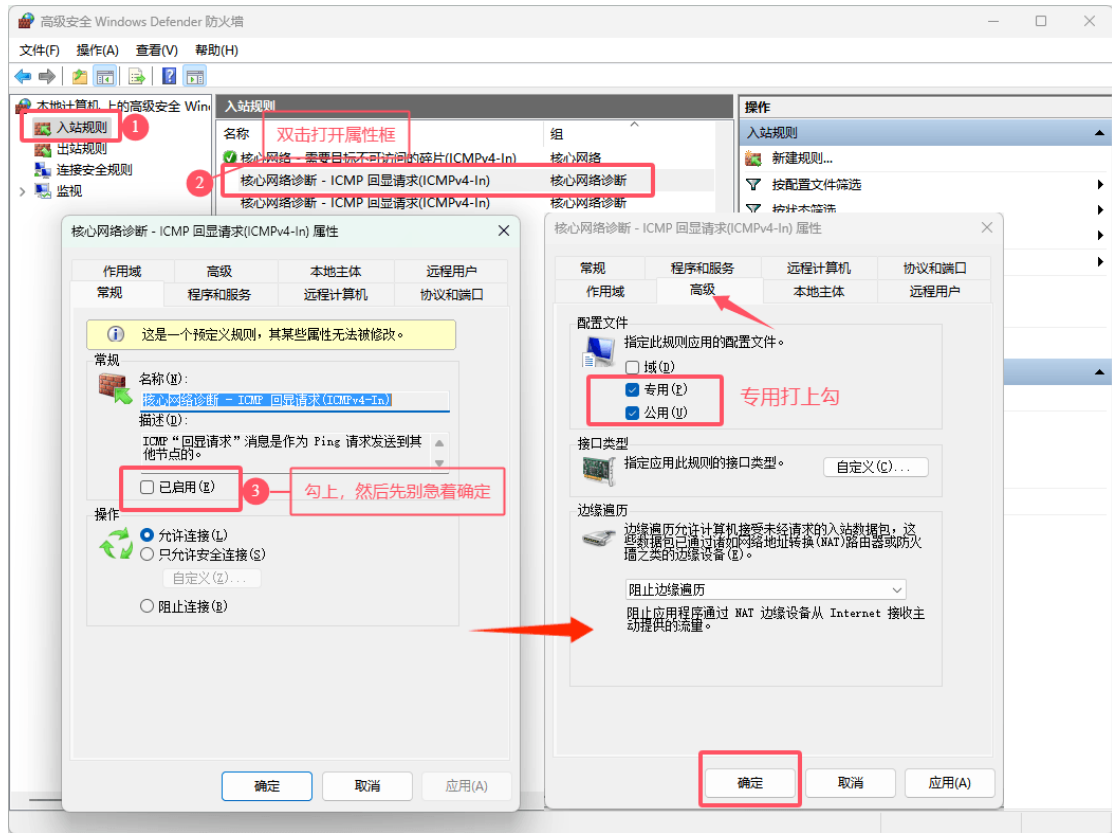 高级安全 Windows Defender 防火墙
文件(F) 操作(A) 查看(V) 帮助(H)
本地计算机 上的高级安全 Wind
入站规则
1
出站规则
连接安全规则
监视
入站规则
名称
组
双击打开属性框
核心网络 - 需要目标不可访问的碎片(ICMPv4-In) 核心网络
2
核心网络诊断 - ICMP 回显请求(ICMPv4-In) 核心网络诊断
核心网络诊断 - ICMP 回显请求(ICMPv4-In) 核心网络诊断
操作
入站规则
新建规则...
按配置文件筛选
按状态筛选
核心网络诊断 - ICMP 回显请求(ICMPv4-In) 属性
作用域 高级 本地主体 远程用户
常规 程序和服务 远程计算机 协议和端口
这是一个预定义规则，其某些属性无法被修改。
常规
名称(N):
核心网络诊断 - ICMP 回显请求(ICMPv4-In)
描述(D):
ICMP“回显请求”消息是作为 Ping 请求发送到其
他节点的。
已启用(E)
3
勾上，然后先别急着确定
操作
允许连接(L)
只允许安全连接(S)
自定义(Z)...
阻止连接(B)
确定 取消 应用(A)
核心网络诊断 - ICMP 回显请求(ICMPv4-In) 属性
常规 程序和服务 远程计算机 协议和端口
作用域 高级 本地主体 远程用户
配置文件
指定此规则应用的配置文件。
域(D)
专用(P)
公用(U)
专用打上勾
接口类型
指定应用此规则的接口类型。
自定义(C)...
边缘遍历
边缘遍历允许计算机接受未经请求的入站数据包，这
些数据包已通过诸如网络地址转换(NAT)路由器或防火
墙之类的边缘设备(E)。
阻止边缘遍历
阻止应用程序通过 NAT 边缘设备从 Internet 接收主
动提供的流量。
确定 取消 应用(A)